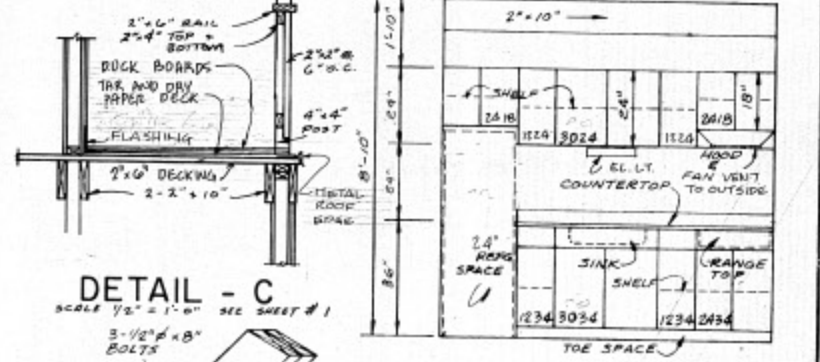 2"x6" RAIL
2"x4" TOP &
BOTTOM
2"x2" @
6" O.C.
DUCK BOARDS
TAR AND DRY
PAPER DECK
4"x4"
POST
FLASHING
2"x6" DECKING
2-2"x10"
METAL
ROOF
EDGE
DETAIL - C
SCALE 1/2" = 1'-0" SEE SHEET #1
3-1/2"ø x 8"
BOLTS
1'-10"
24"
8'-10"
24"
36"
2"x10"
SHELF
2418
1224 3024
24"
1224
2418
18"
HOOD
EL. LT.
FAN VENT
TO OUTSIDE
COUNTERTOP
24"
REFG
SPACE
SINK
RANGE
TOP
SHELF
1234 3034
1234 2434
TOE SPACE